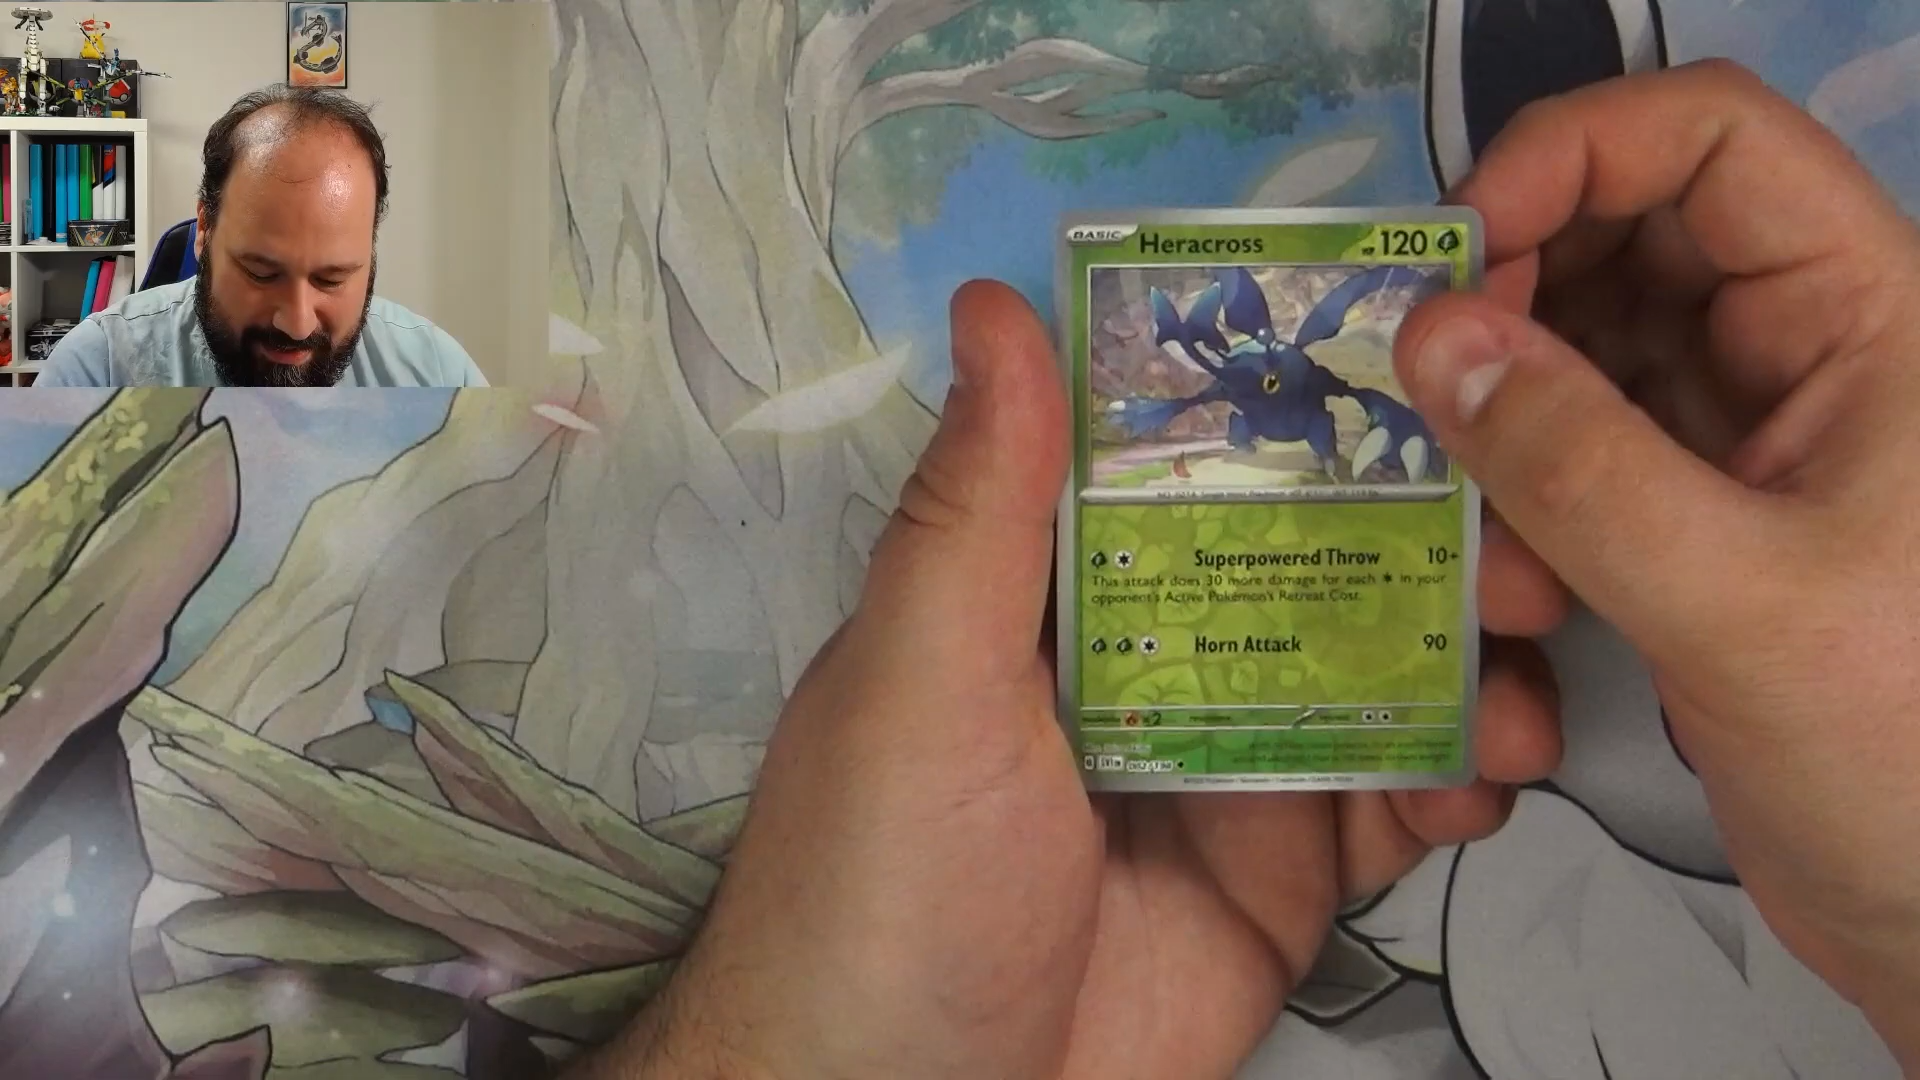 BASIC Heracross HP 120
Superpowered Throw 10+
This attack does 30 more damage for each in your
opponent's Active Pokémon's Retreat Cost.
Horn Attack 90
x2